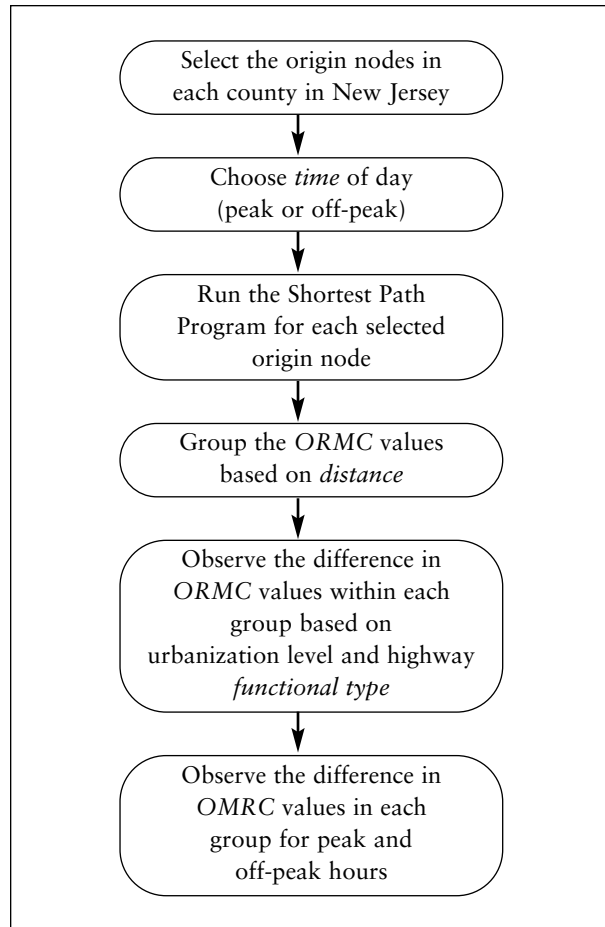 Select the origin nodes in
each county in New Jersey
Choose time of day
(peak or off-peak)
Run the Shortest Path
Program for each selected
origin node
Group the ORMC values
based on distance
Observe the difference in
ORMC values within each
group based on
urbanization level and highway
functional type
Observe the difference in
OMRC values in each
group for peak and
off-peak hours